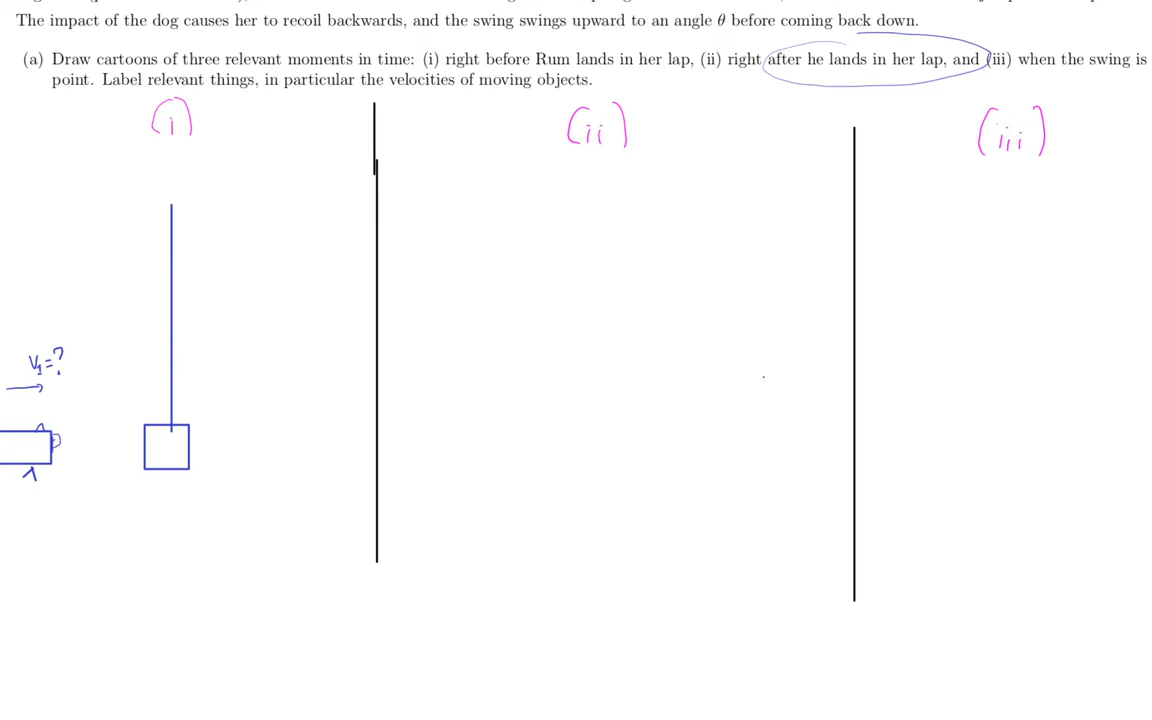 The impact of the dog causes her to recoil backwards, and the swing swings upward to an angle θ before coming back down.
(a) Draw cartoons of three relevant moments in time: (i) right before Rum lands in her lap, (ii) right after he lands in her lap, and (iii) when the swing is
point. Label relevant things, in particular the velocities of moving objects.
(i)
(ii)
(iii)
V₁=?